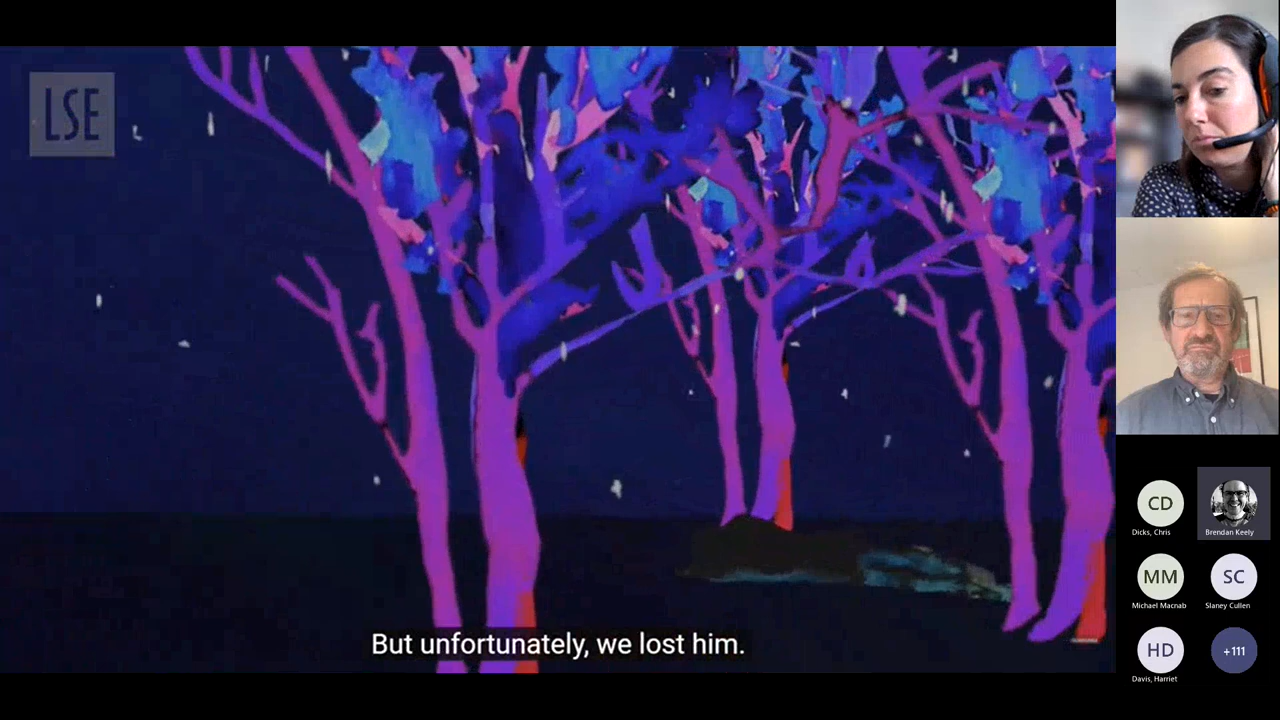 LSE
But unfortunately, we lost him.
CD
Dicks, Chris
Brendan Keely
MM
Michael Macnab
SC
Slaney Cullen
HD
Davis, Harriet
+111